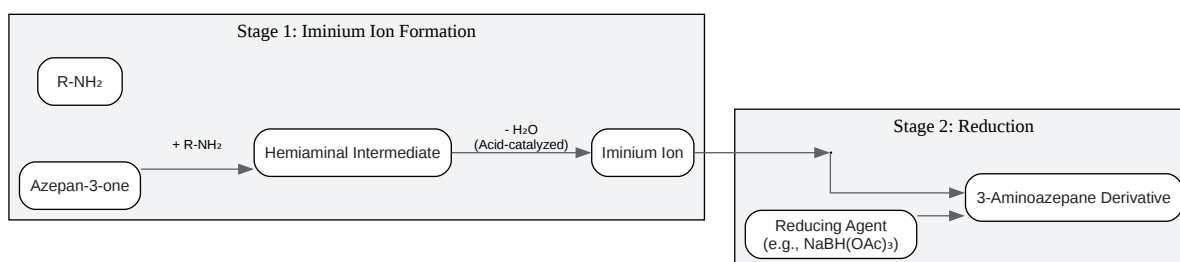 Stage 1: Iminium Ion Formation
R-NH₂
Azepan-3-one
+ R-NH₂
Hemiaminal Intermediate
- H₂O
(Acid-catalyzed)
Iminium Ion
Stage 2: Reduction
3-Aminoazepane Derivative
Reducing Agent
(e.g., NaBH(OAc)₃)